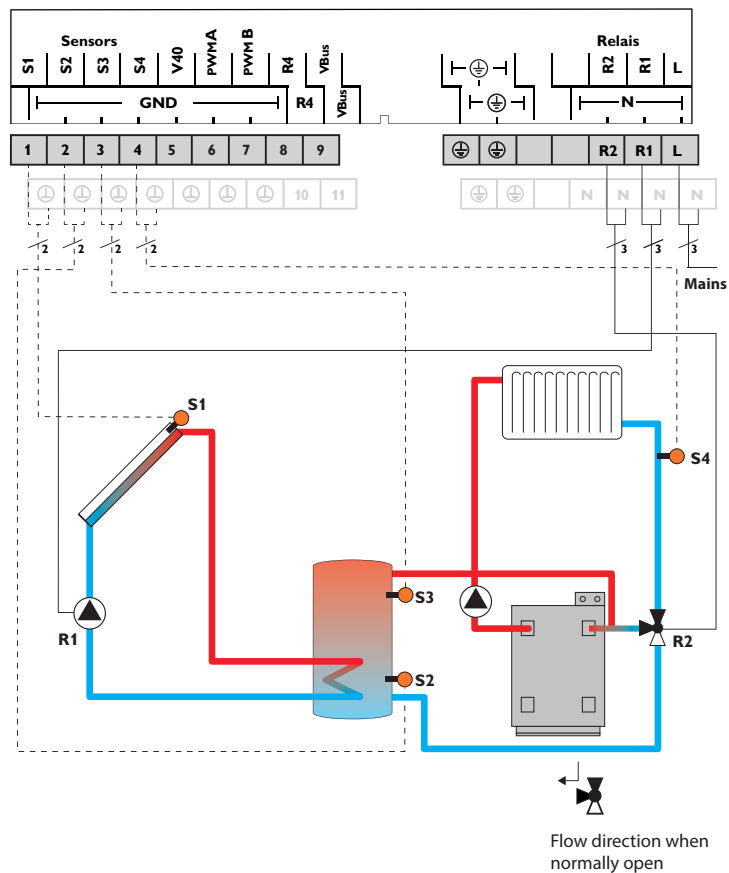 Sensors
Relais
S1 S2 S3 S4 V40 PWMA PWM B R4 VBus
R2 R1 L
GND R4 VBus
N
1 2 3 4 5 6 7 8 9
R2 R1 L
10 11
N N N N
2 2 2 2
3 3 3
Mains
S1
S4
S3
R1
R2
S2
Flow direction when
normally open